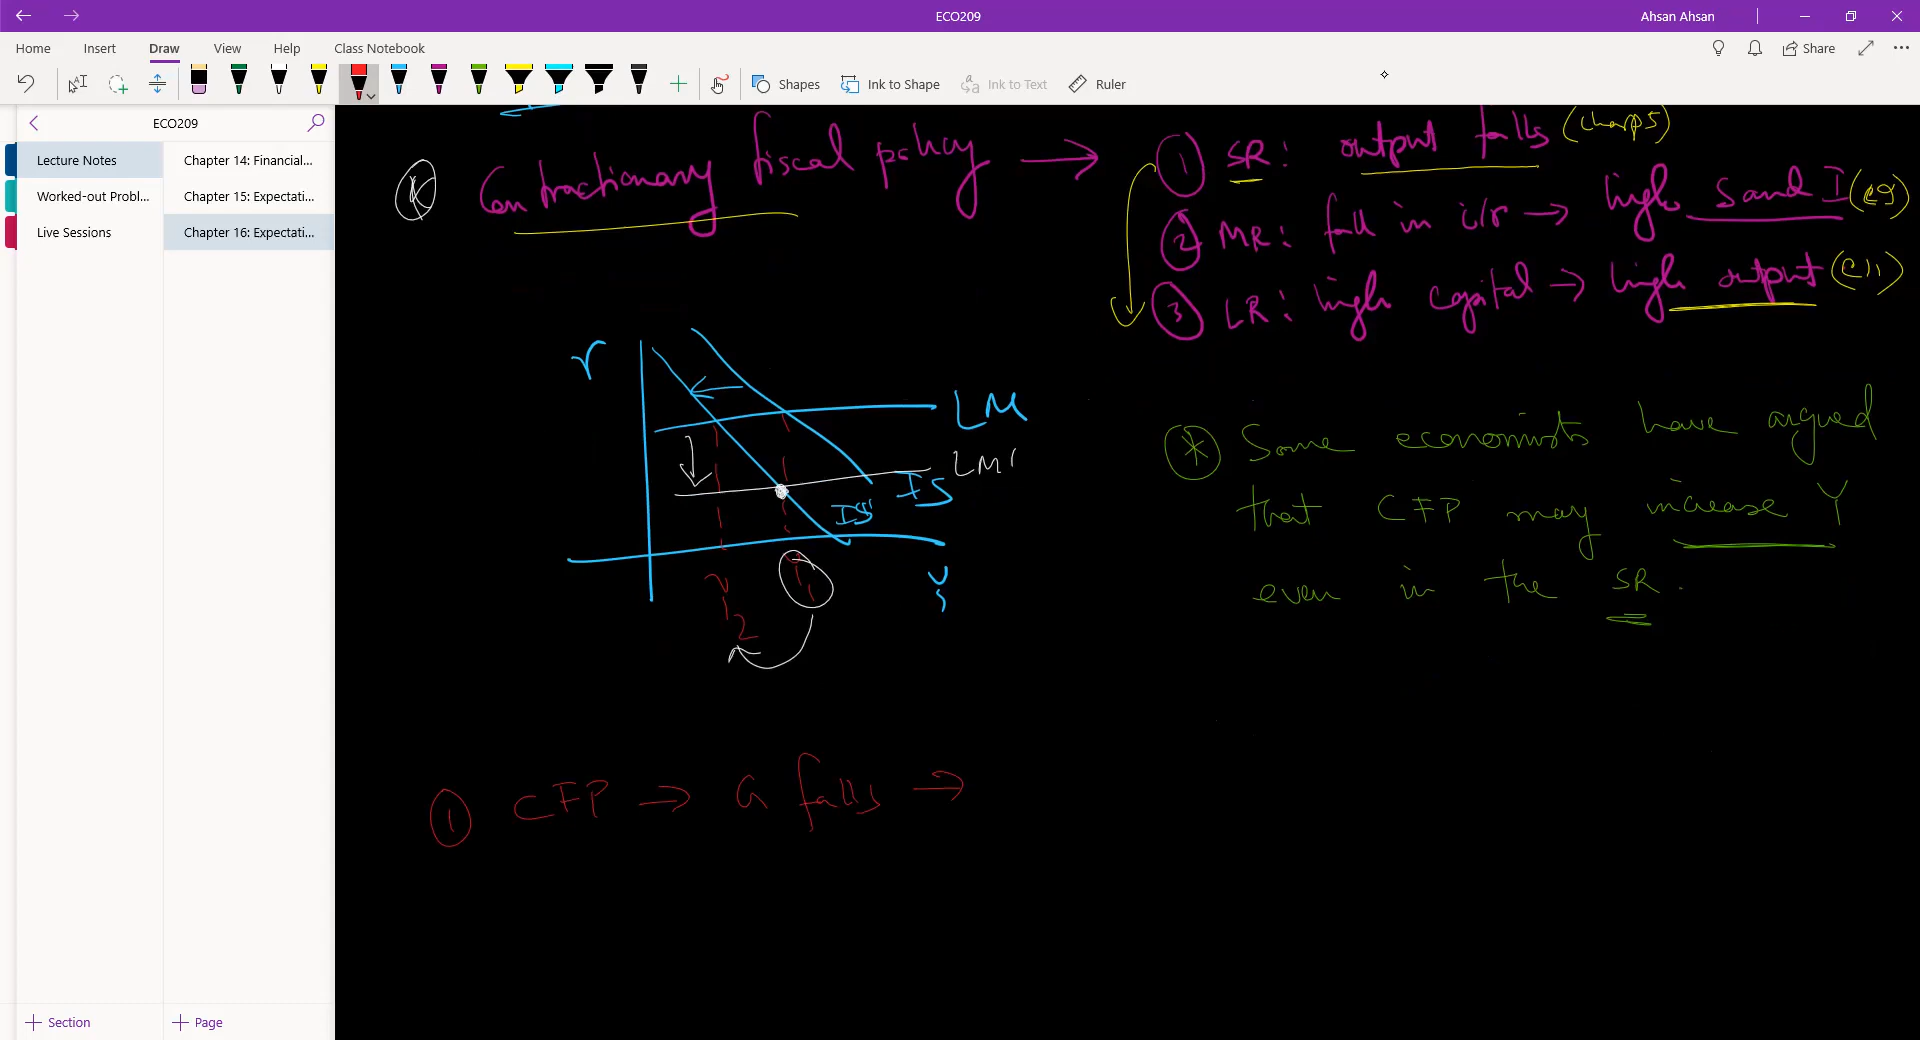 ECO209
Ahsan Ahsan
Home Insert Draw View Help Class Notebook
Share
Shapes Ink to Shape Ink to Text Ruler
ECO209
Lecture Notes
Worked-out Probl...
Live Sessions
Chapter 14: Financial...
Chapter 15: Expectati...
Chapter 16: Expectati...
+ Section
+ Page
Contractionary fiscal policy →
① SR: output falls (Chap 5)
② MR: fall in i/r → high S and I (C9)
③ LR: high capital → high output (C11)
r
LM
LM'
IS
IS'
Y
Y1
Y2
* Some economists have argued
that CFP may increase Y
even in the SR.
① CFP → G falls →